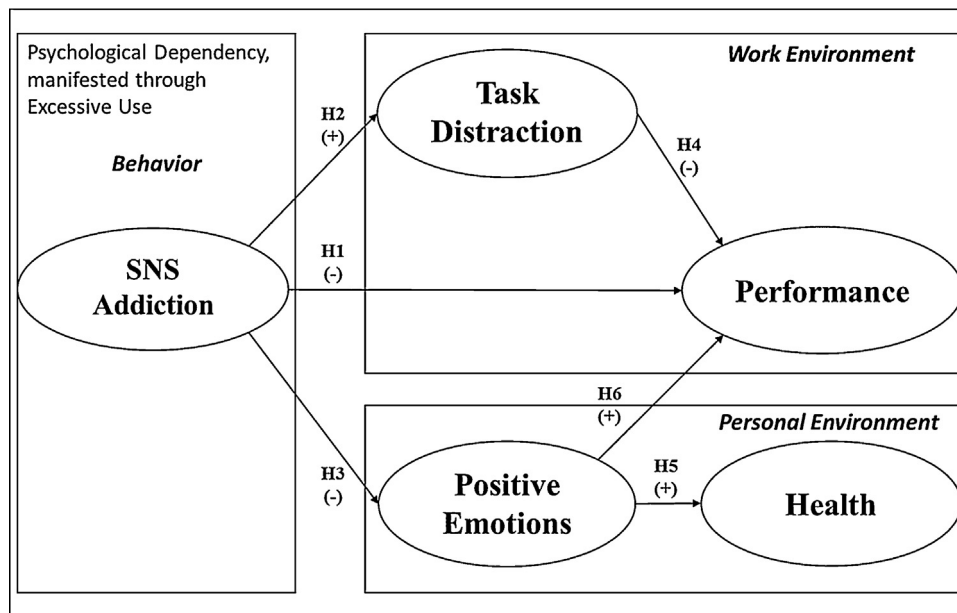 Psychological Dependency,
manifested through
Excessive Use
Behavior
SNS
Addiction
H2
(+)
H1
(-)
H3
(-)
Work Environment
Task
Distraction
H4
(-)
Performance
H6
(+)
Personal Environment
Positive
Emotions
H5
(+)
Health